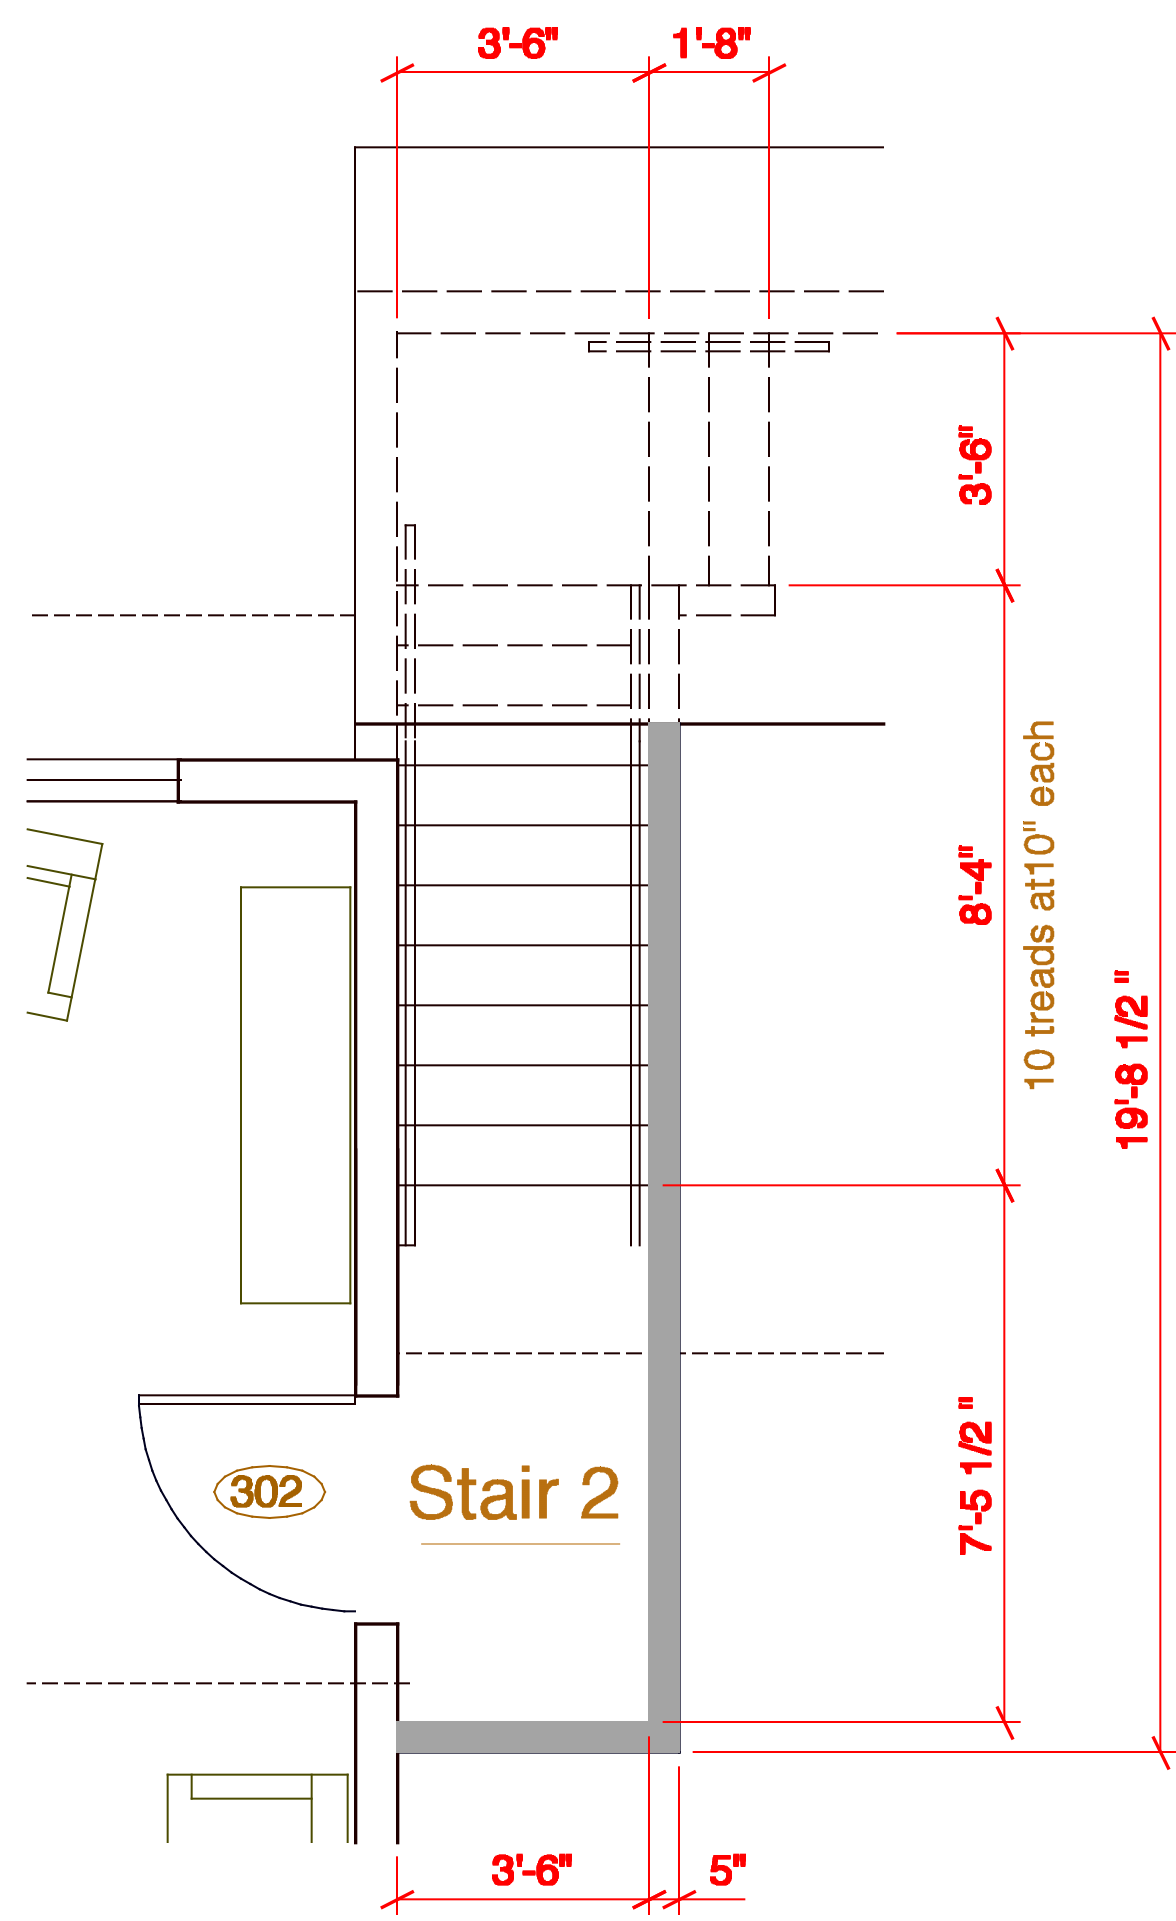 3'-6"
1'-8"
3'-6"
8'-4"
10 treads at10" each
19'-8 1/2 "
7'-5 1/2 "
302
Stair 2
3'-6"
5"